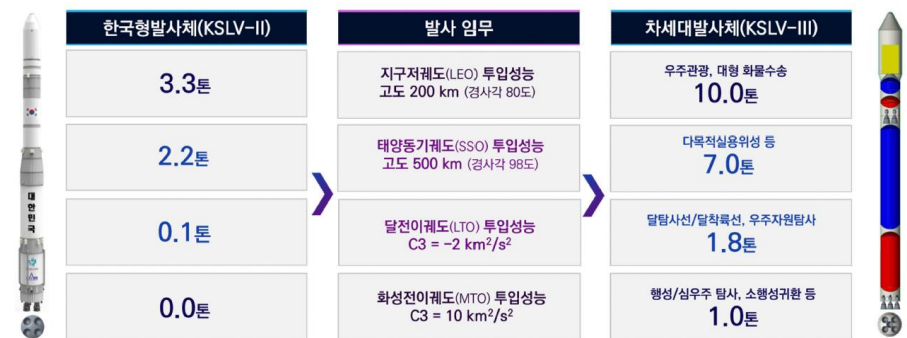 한국형발사체(KSLV-II)
발사 임무
차세대발사체(KSLV-III)
3.3톤
지구저궤도(LEO) 투입성능
고도 200 km (경사각 80도)
우주관광, 대형 화물수송
10.0톤
2.2톤
태양동기궤도(SSO) 투입성능
고도 500 km (경사각 98도)
다목적실용위성 등
7.0톤
0.1톤
달전이궤도(LTO) 투입성능
C3 = -2 km²/s²
달탐사선/달착륙선, 우주자원탐사
1.8톤
0.0톤
화성전이궤도(MTO) 투입성능
C3 = 10 km²/s²
행성/심우주 탐사, 소행성귀환 등
1.0톤
대한민국